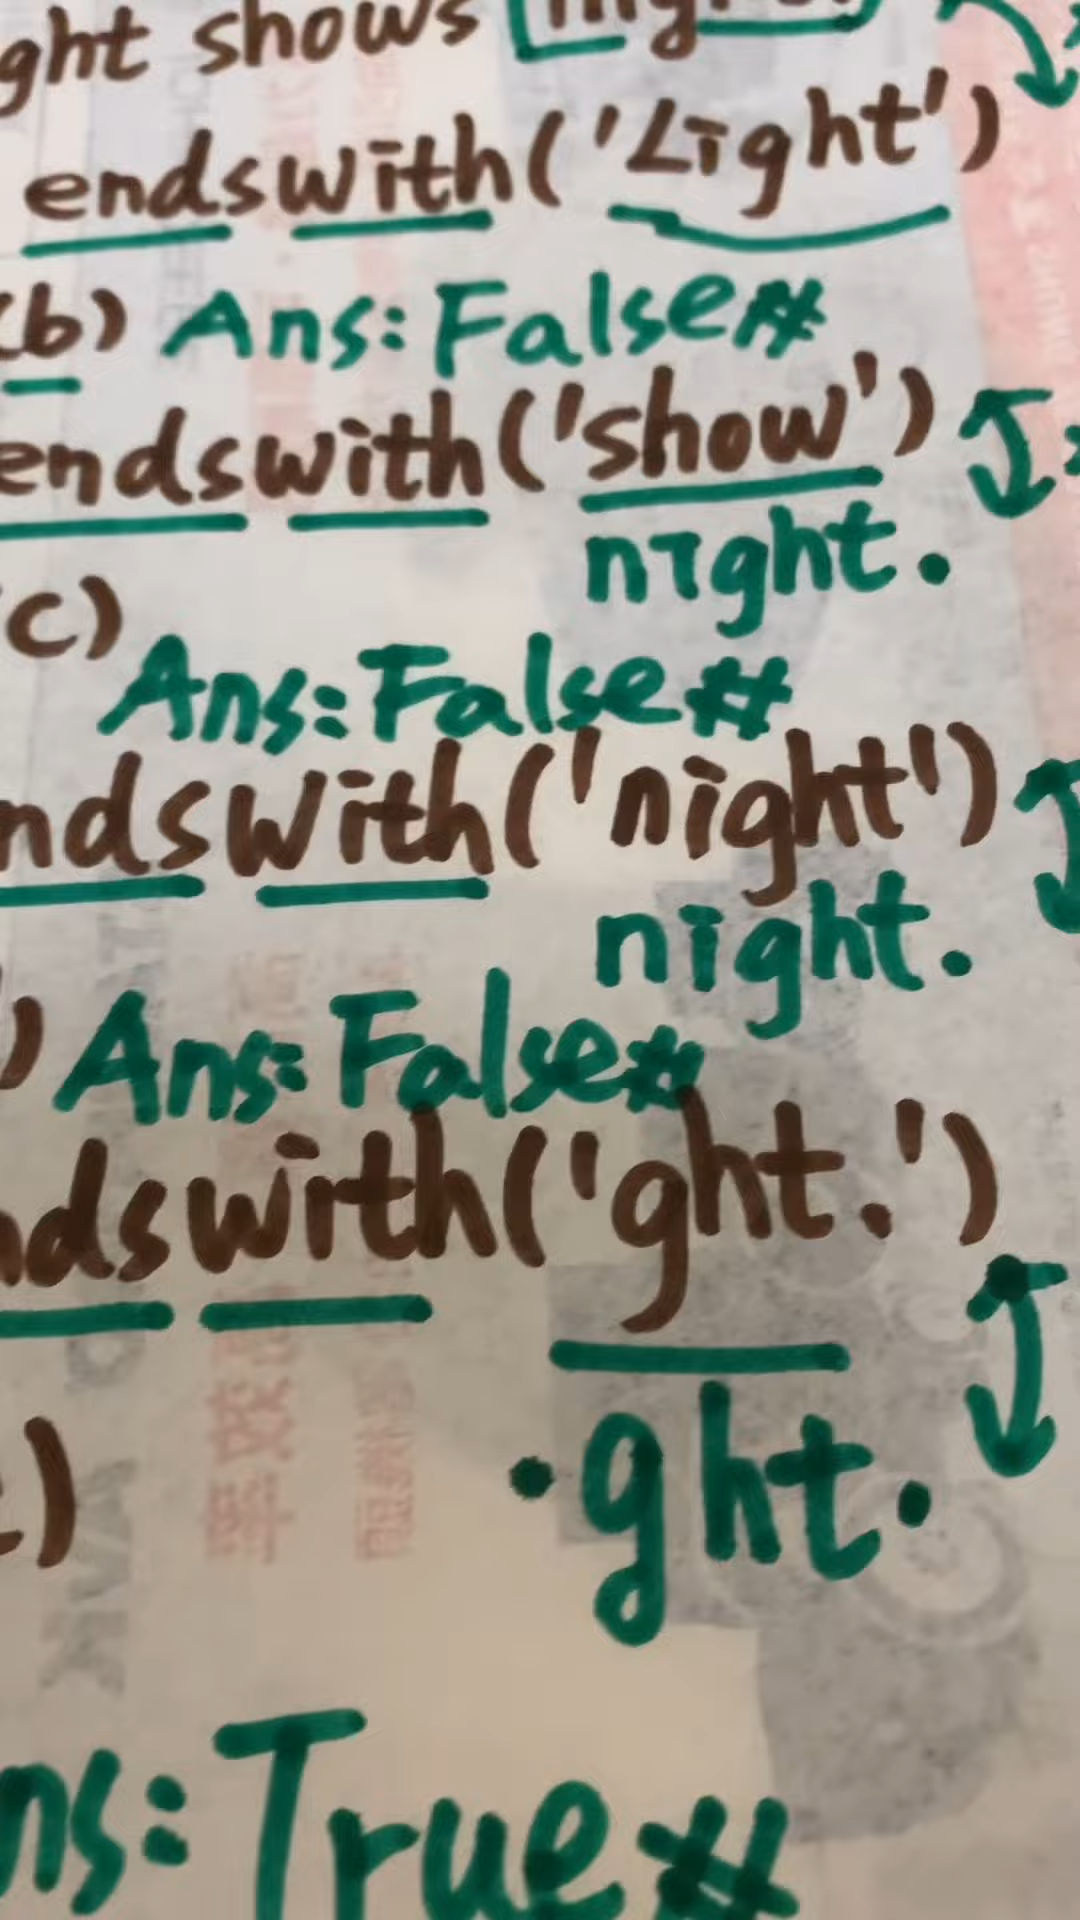 ght shows
endswith('Light')
(b) Ans: False#
endswith('show')
night.
(c)
Ans: False#
ndswith('night')
night.
) Ans: False#
ndswith('ght.')
.ght.
)
ns: True#